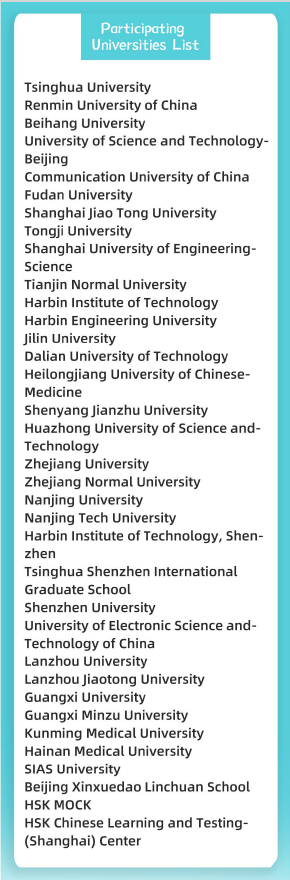 Participating
Universities List
Tsinghua University
Renmin University of China
Beihang University
University of Science and Technology-
Beijing
Communication University of China
Fudan University
Shanghai Jiao Tong University
Tongji University
Shanghai University of Engineering-
Science
Tianjin Normal University
Harbin Institute of Technology
Harbin Engineering University
Jilin University
Dalian University of Technology
Heilongjiang University of Chinese-
Medicine
Shenyang Jianzhu University
Huazhong University of Science and-
Technology
Zhejiang University
Zhejiang Normal University
Nanjing University
Nanjing Tech University
Harbin Institute of Technology, Shen-
zhen
Tsinghua Shenzhen International
Graduate School
Shenzhen University
University of Electronic Science and-
Technology of China
Lanzhou University
Lanzhou Jiaotong University
Guangxi University
Guangxi Minzu University
Kunming Medical University
Hainan Medical University
SIAS University
Beijing Xinxuedao Linchuan School
HSK MOCK
HSK Chinese Learning and Testing-
(Shanghai) Center